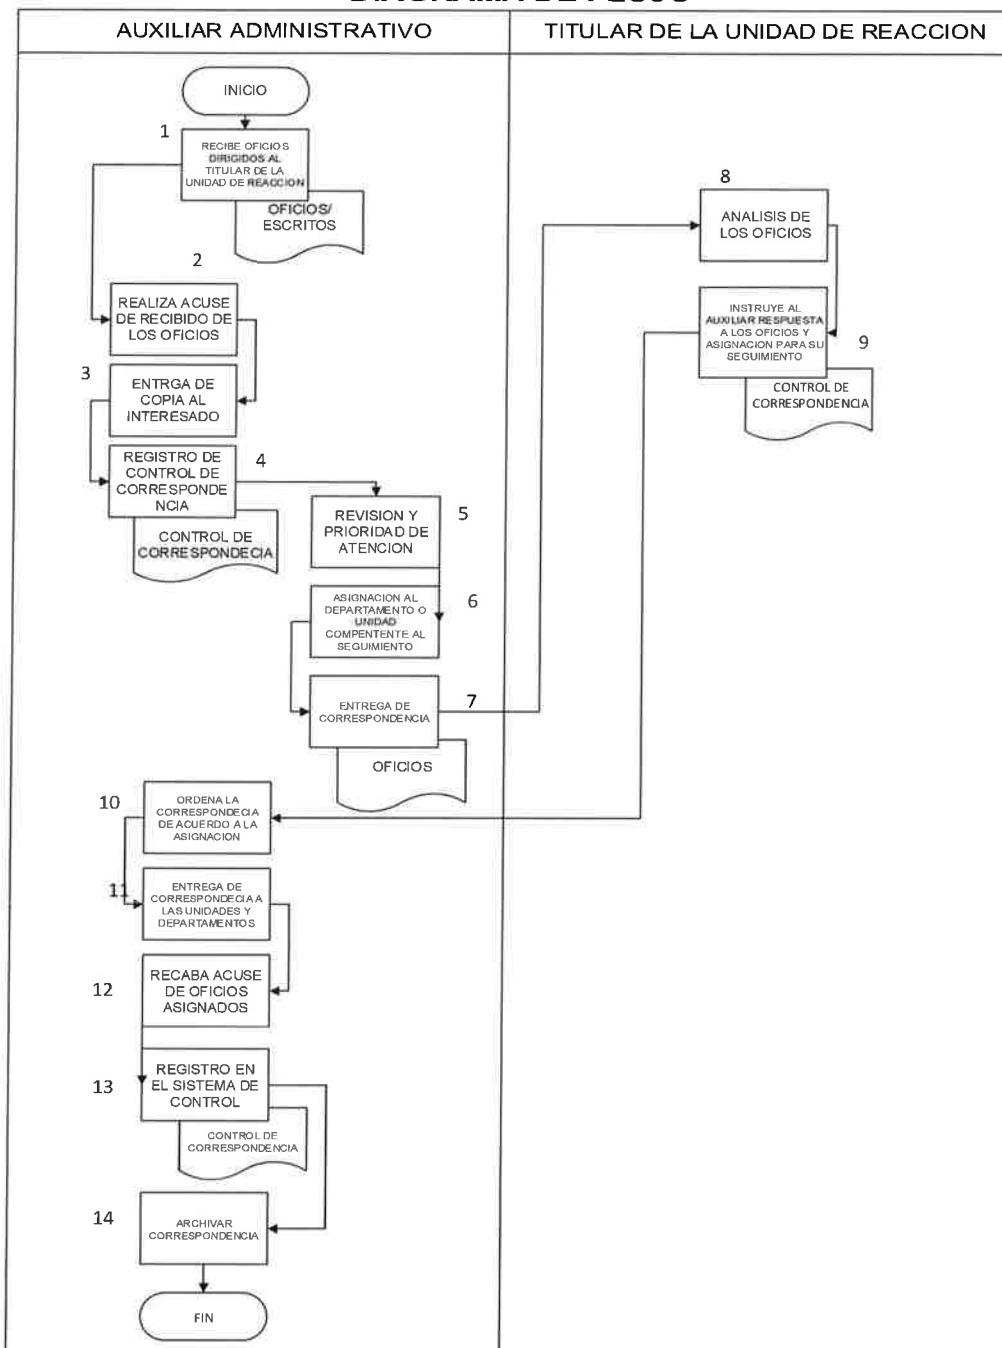 AUXILIAR ADMINISTRATIVO
TITULAR DE LA UNIDAD DE REACCION
INICIO
1
RECIBE OFICIOS
DIRIGIDOS AL
TITULAR DE LA
UNIDAD DE REACCION
OFICIOS/
ESCRITOS
2
REALIZA ACUSE
DE RECIBIDO DE
LOS OFICIOS
3
ENTRGA DE
COPIA AL
INTERESADO
REGISTRO DE
CONTROL DE
CORRESPONDE
NCIA
4
CONTROL DE
CORRESPONDECIA
REVISION Y
PRIORIDAD DE
ATENCION
5
ASIGNACION AL
DEPARTAMENTO O
UNIDAD
COMPENTENTE AL
SEGUIMIENTO
6
ENTREGA DE
CORRESPONDENCIA
7
OFICIOS
8
ANALISIS DE
LOS OFICIOS
INSTRUYE AL
AUXILIAR RESPUESTA
A LOS OFICIOS Y
ASIGNACION PARA SU
SEGUIMIENTO
9
CONTROL DE
CORRESPONDENCIA
10
ORDENA LA
CORRESPONDECIA
DE ACUERDO A LA
ASIGNACION
11
ENTREGA DE
CORRESPONDECIA A
LAS UNIDADES Y
DEPARTAMENTOS
12
RECABA ACUSE
DE OFICIOS
ASIGNADOS
13
REGISTRO EN
EL SISTEMA DE
CONTROL
CONTROL DE
CORRESPONDENCIA
14
ARCHIVAR
CORRESPONDENCIA
FIN